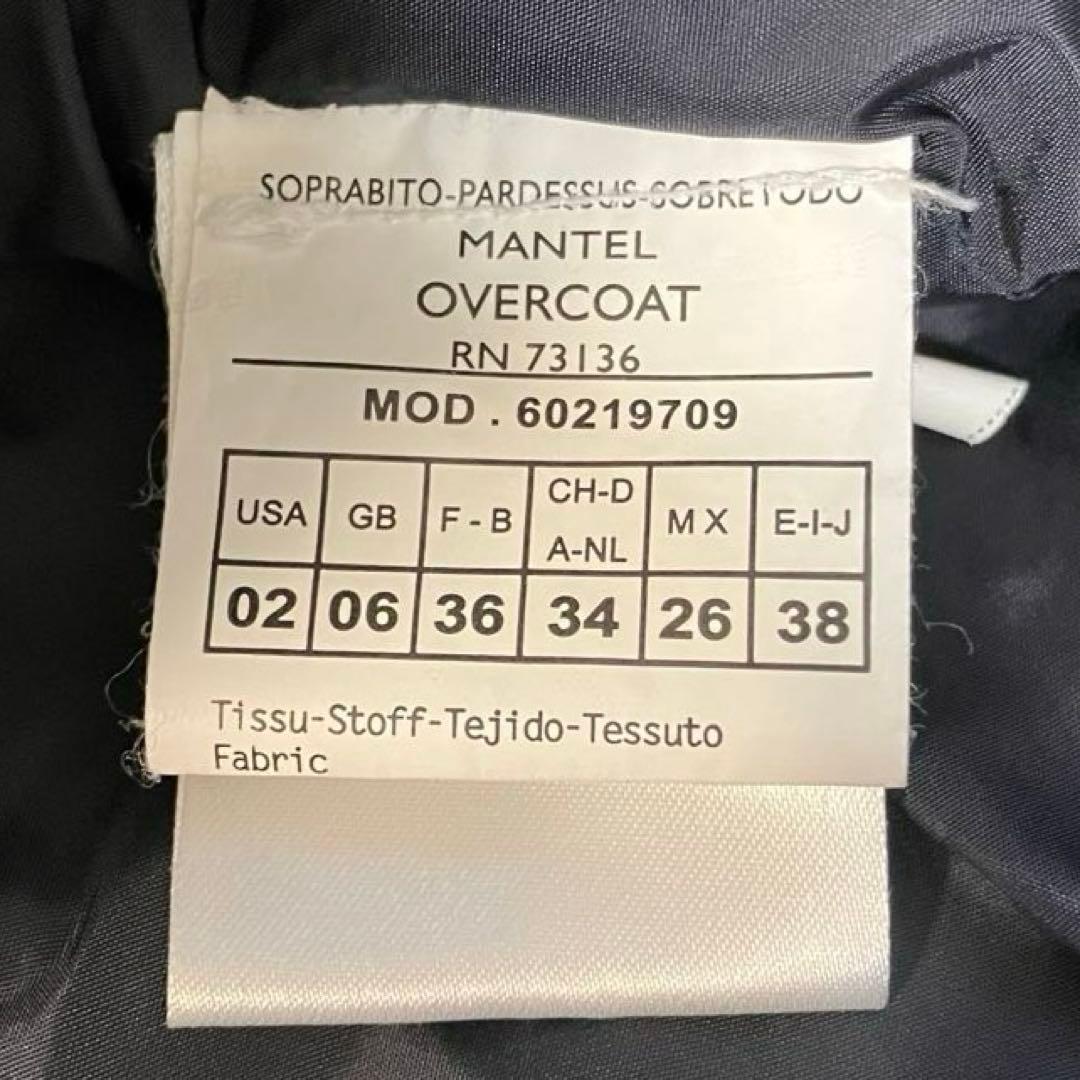 SOPRABITO-PARDESSUS-SOBRETODO
MANTEL
OVERCOAT
RN 73136
MOD . 60219709
USA GB F - B CH-D A-NL M X E-I-J
02 06 36 34 26 38
Tissu-Stoff-Tejido-Tessuto
Fabric